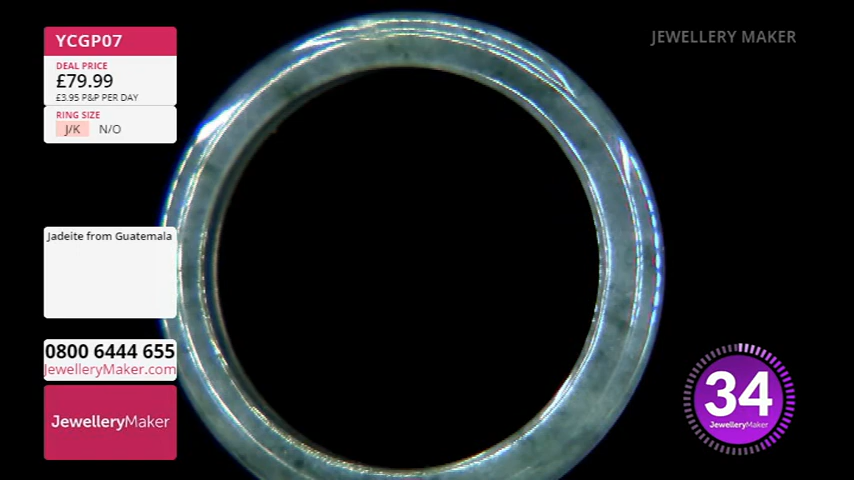 YCGP07
DEAL PRICE
£79.99
£3.95 P&P PER DAY
RING SIZE
J/K N/O
Jadeite from Guatemala
0800 6444 655
JewelleryMaker.com
JewelleryMaker
JEWELLERY MAKER
34
JewelleryMaker